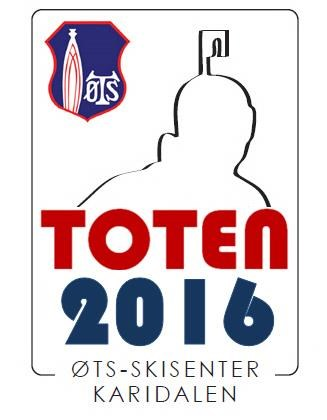 ØTS
TOTEN
2016
ØTS-SKISENTER
KARIDALEN